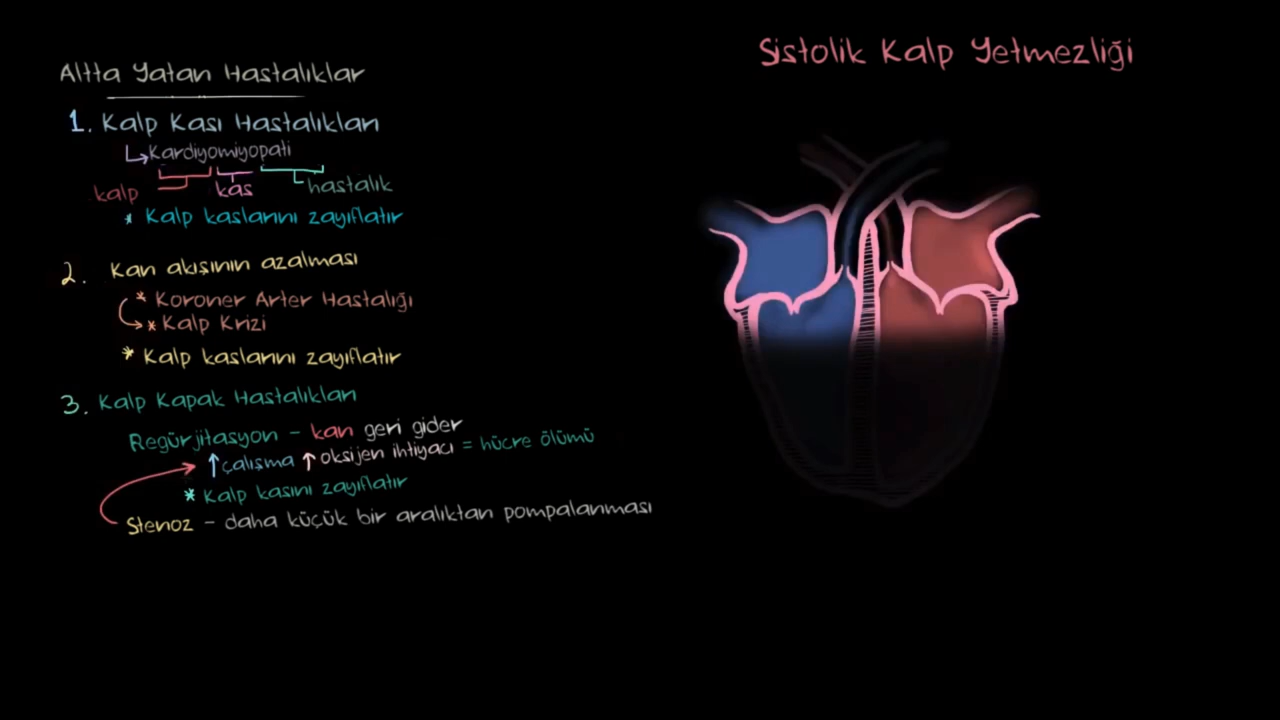 Sistolik Kalp Yetmezliği
Altta Yatan Hastalıklar
1. Kalp Kası Hastalıkları
Kardiyomiyopati
kalp kas hastalık
* Kalp kaslarını zayıflatır
2. Kan akışının azalması
* Koroner Arter Hastalığı
* Kalp Krizi
* Kalp kaslarını zayıflatır
3. Kalp Kapak Hastalıkları
Regürjitasyon - kan geri gider
↑ çalışma ↑ oksijen ihtiyacı = hücre ölümü
* Kalp kasını zayıflatır
Stenoz - daha küçük bir aralıktan pompalanması